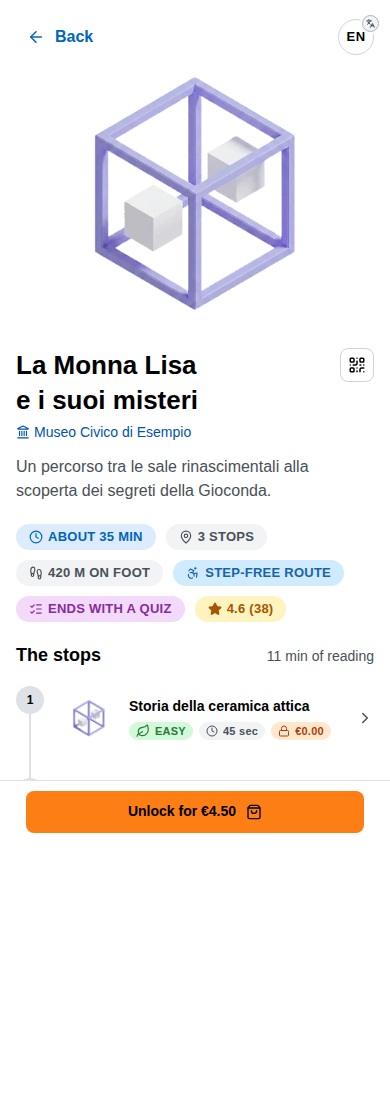 Back
EN
La Monna Lisa
e i suoi misteri
Museo Civico di Esempio
Un percorso tra le sale rinascimentali alla
scoperta dei segreti della Gioconda.
ABOUT 35 MIN
3 STOPS
420 M ON FOOT
STEP-FREE ROUTE
ENDS WITH A QUIZ
4.6 (38)
The stops
11 min of reading
1
Storia della ceramica attica
EASY
45 sec
€0.00
Unlock for €4.50